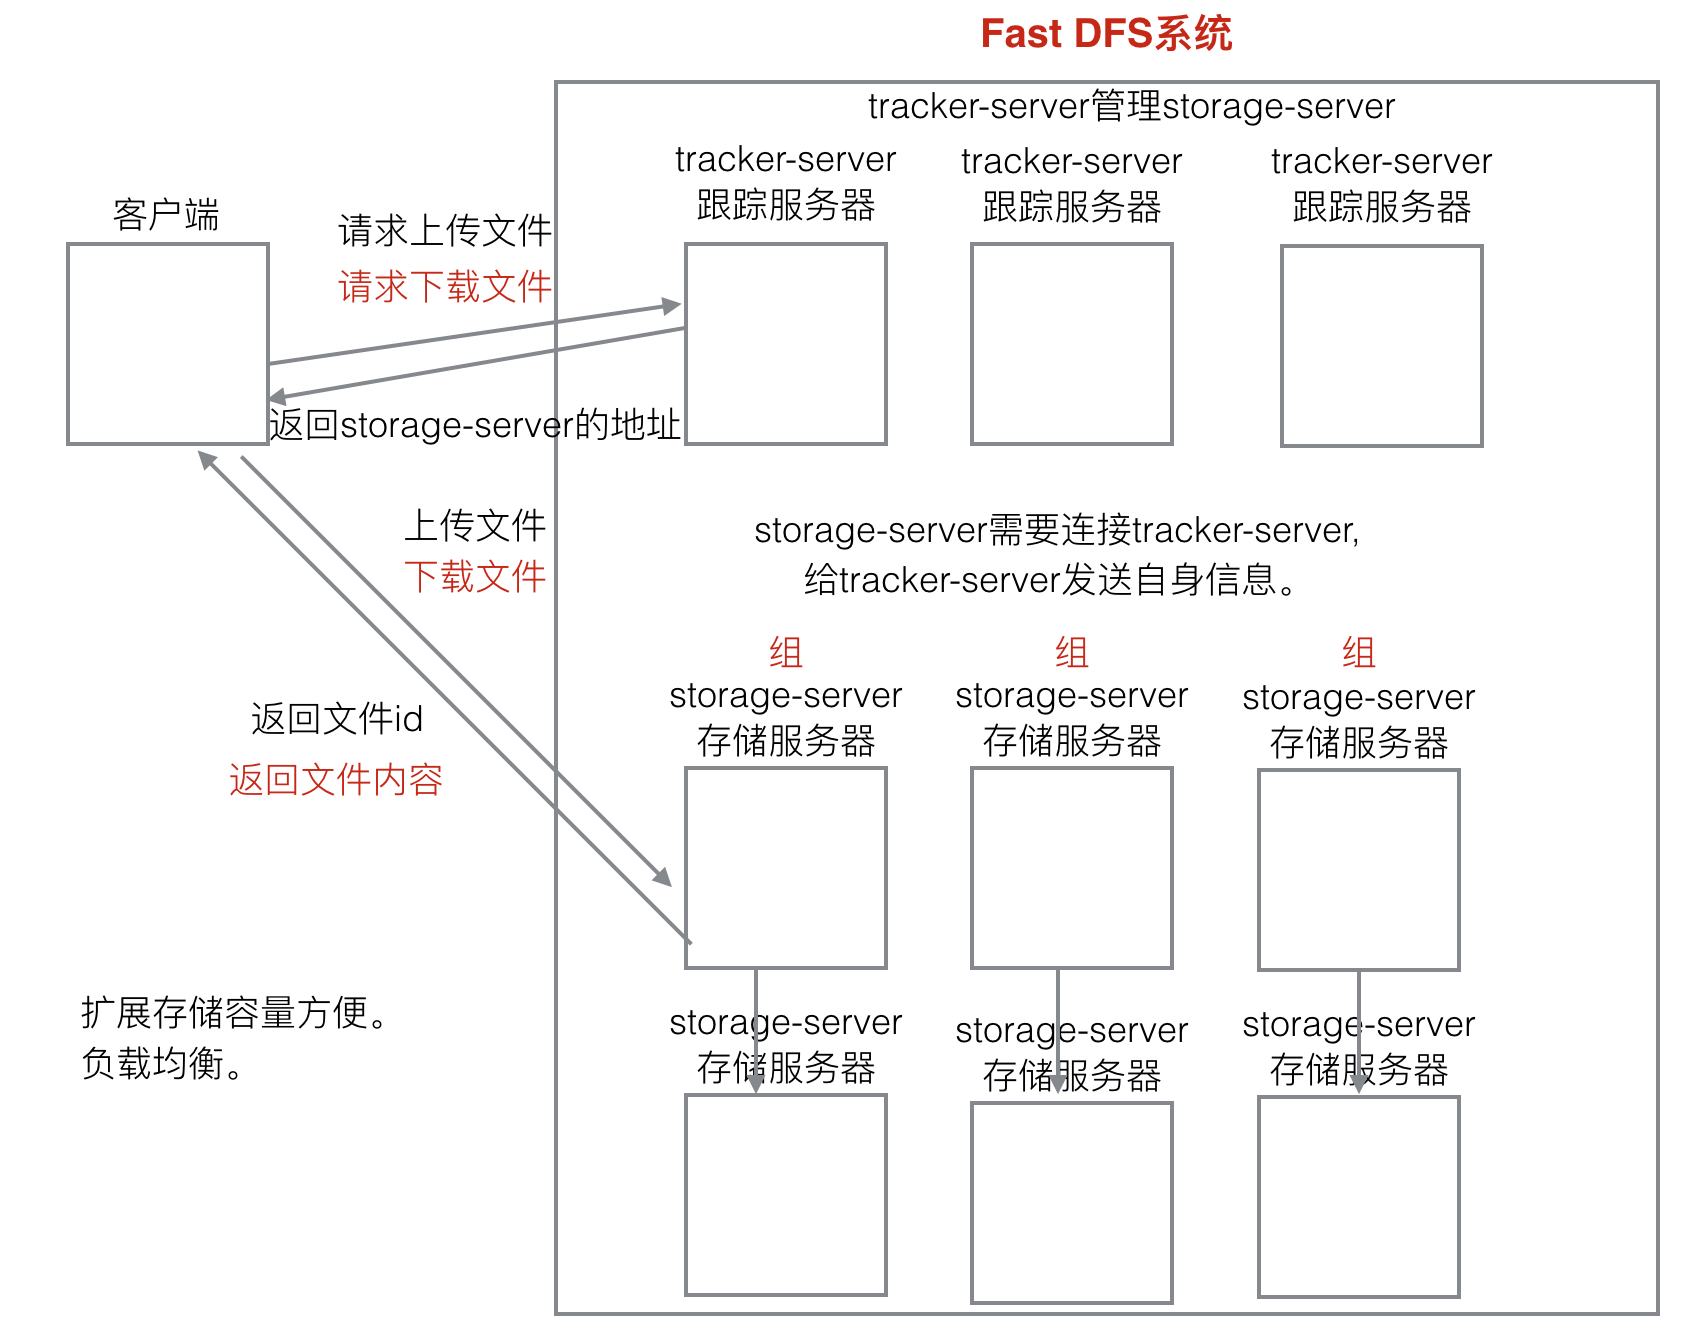 Fast DFS系统
tracker-server管理storage-server
tracker-server
跟踪服务器
tracker-server
跟踪服务器
tracker-server
跟踪服务器
客户端
请求上传文件
请求下载文件
返回storage-server的地址
上传文件
下载文件
storage-server需要连接tracker-server,
给tracker-server发送自身信息。
返回文件id
返回文件内容
组
storage-server
存储服务器
组
storage-server
存储服务器
组
storage-server
存储服务器
扩展存储容量方便。
负载均衡。
storage-server
存储服务器
storage-server
存储服务器
storage-server
存储服务器